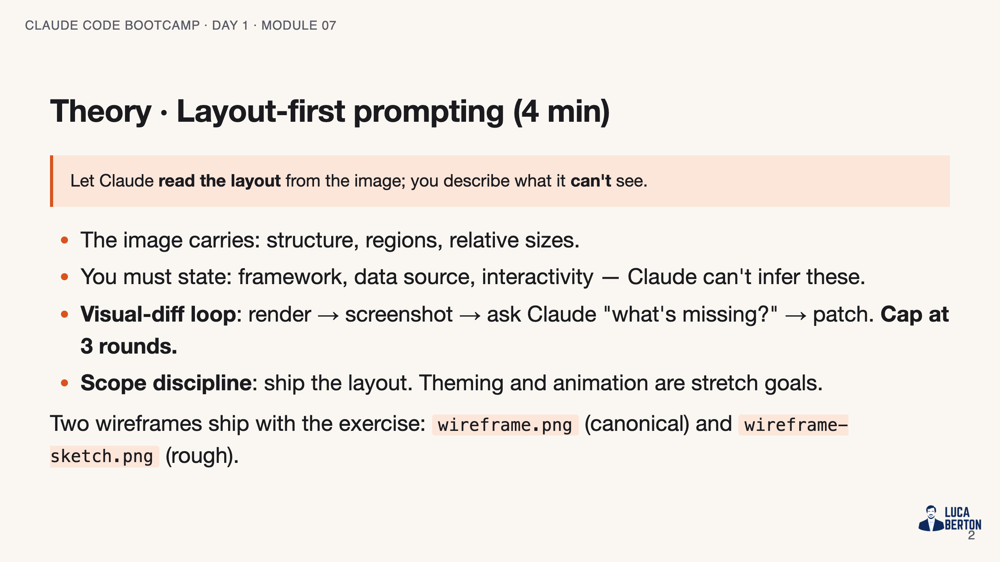 CLAUDE CODE BOOTCAMP · DAY 1 · MODULE 07
Theory · Layout-first prompting (4 min)
Let Claude read the layout from the image; you describe what it can't see.
• The image carries: structure, regions, relative sizes.
• You must state: framework, data source, interactivity — Claude can't infer these.
• Visual-diff loop: render → screenshot → ask Claude "what's missing?" → patch. Cap at
3 rounds.
• Scope discipline: ship the layout. Theming and animation are stretch goals.
Two wireframes ship with the exercise: wireframe.png (canonical) and wireframe-
sketch.png (rough).
LUCA
BERTON
2